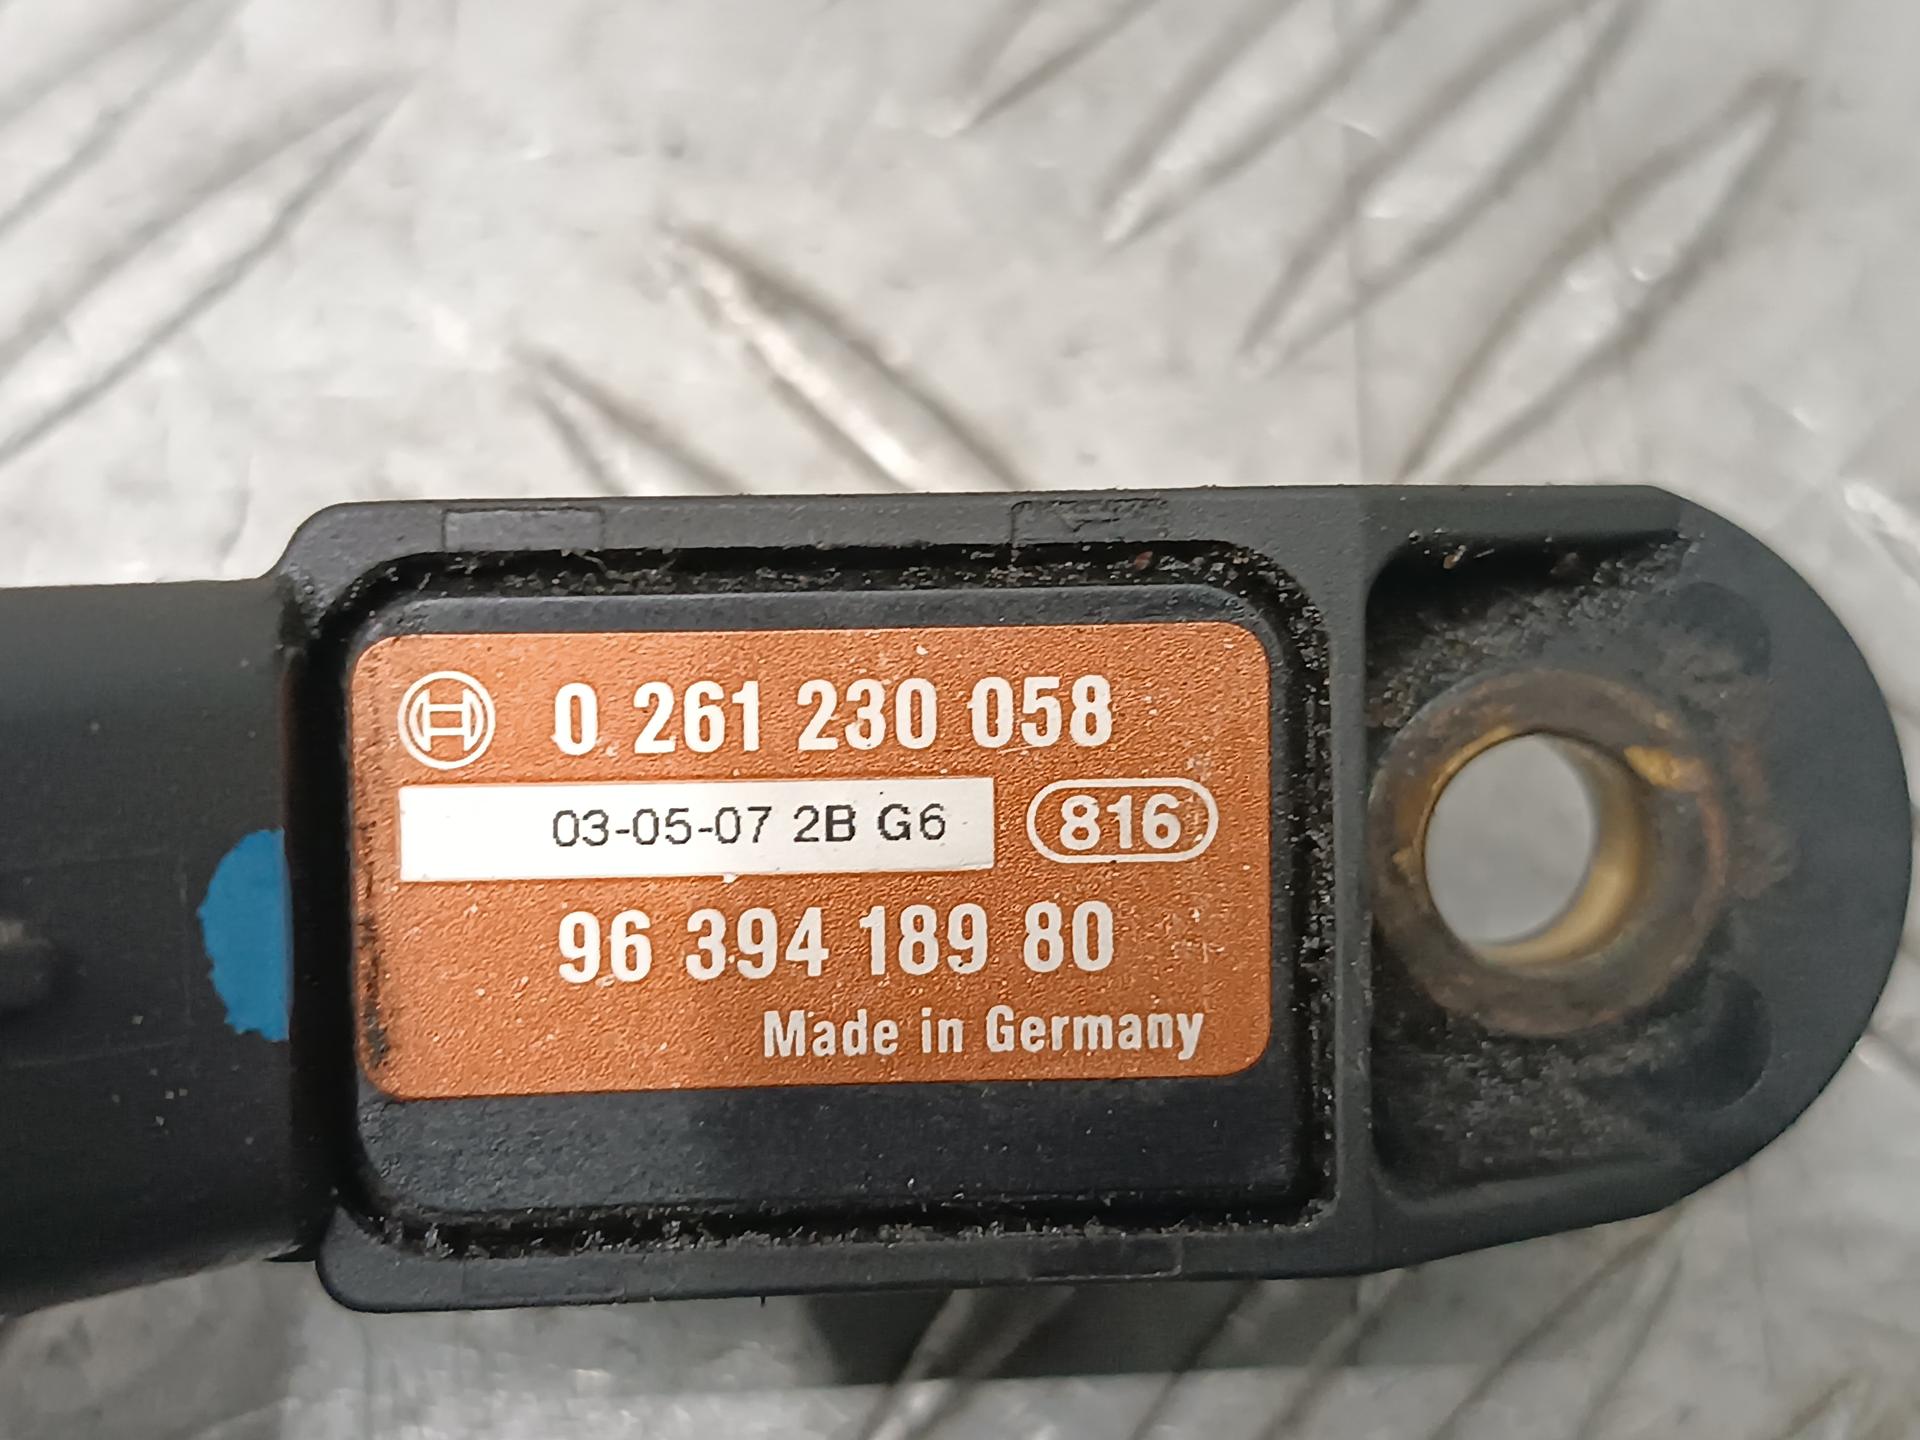 0 261 230 058
03-05-07 2B G6 816
96 394 189 80
Made in Germany